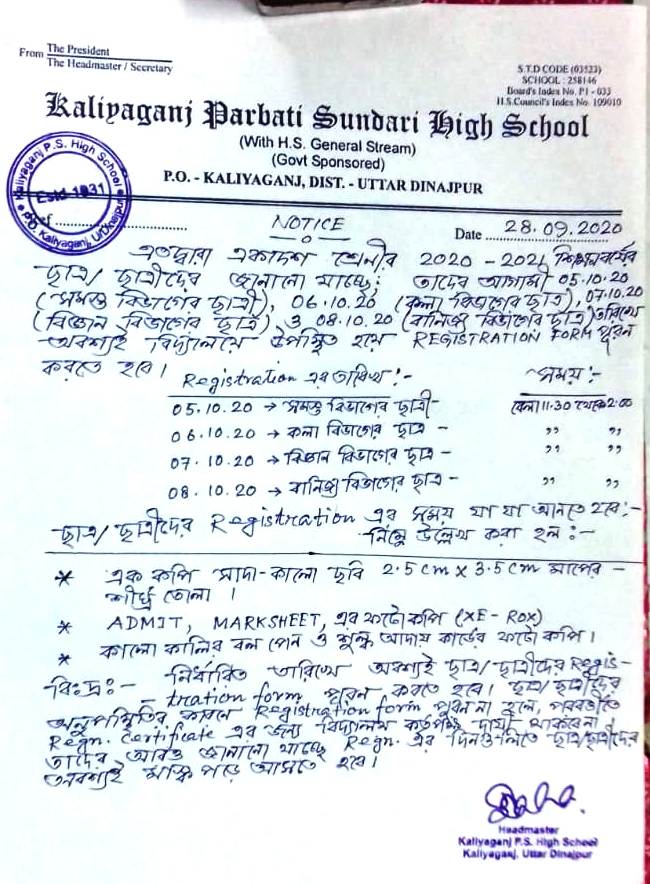 From The President
The Headmaster / Secretary
S.T.D CODE (03523)
SCHOOL : 258146
Board's Index No. P1 - 033
H.S.Council's Index No. 109010
Kaliyaganj Parbati Sundari High School
(With H.S. General Stream)
(Govt Sponsored)
P.O. - KALIYAGANJ, DIST. - UTTAR DINAJPUR
Kaliyaganj P.S. High School
Estd-1931
P.O. Kaliyaganj, U/Dinajpur
Ref ....................................
NOTICE
Date 28.09.2020
এতদ্বারা একাদশ শ্রেনীর 2020 - 2021 শিক্ষাবর্ষের
ছাত্র/ ছাত্রীদের জানানো যাচ্ছে; তাদের আগামী 05.10.20
(সমস্ত বিভাগের ছাত্রী), 06.10.20 (কলা বিভাগের ছাত্র), 07.10.20
(বিজ্ঞান বিভাগের ছাত্র) ও 08.10.20 (বানিজ্য বিভাগের ছাত্র) তারিখে
অবশ্যই বিদ্যালয়ে উপস্থিত হয়ে REGISTRATION FORM পূরন
করতে হবে।
Registration এর তারিখ :- সময় :-
05.10.20 → সমস্ত বিভাগের ছাত্রী- বেলা 11:30 থেকে 2:00
06.10.20 → কলা বিভাগের ছাত্র - ,, ,,
07.10.20 → বিজ্ঞান বিভাগের ছাত্র - ,, ,,
08.10.20 → বানিজ্য বিভাগের ছাত্র - ,, ,,
ছাত্র/ ছাত্রীদের Registration এর সময় যা যা আনতে হবে:-
নিম্নে উল্লেখ করা হল :-
* এক কপি সাদা-কালো ছবি 2.5cm x 3.5cm মাপের -
তোলা ।
* ADMIT, MARKSHEET, এর ফটো কপি (XE-ROX)
* কালো কালির বল পেন ও আধার কার্ডের ফটো কপি।
বিঃদ্রঃ- নির্ধারিত তারিখে অবশ্যই ছাত্র/ ছাত্রীদের Regis-
tration form পূরন করতে হবে। ছাত্র/ ছাত্রীদের
অনুপস্থিতির কারনে Registration form পূরন না হলে, পরবর্তীতে
Regn. Certificate এর জন্য বিদ্যালয় কর্তৃপক্ষ দায়ী থাকবে না।
তাদের আরও জানানো যাচ্ছে Regn. এর দিনগুলিতে ছাত্র/ছাত্রীদের
অবশ্যই মাস্ক পড়ে আসতে হবে।
Headmaster
Kaliyaganj P.S. High School
Kaliyaganj, Uttar Dinajpur